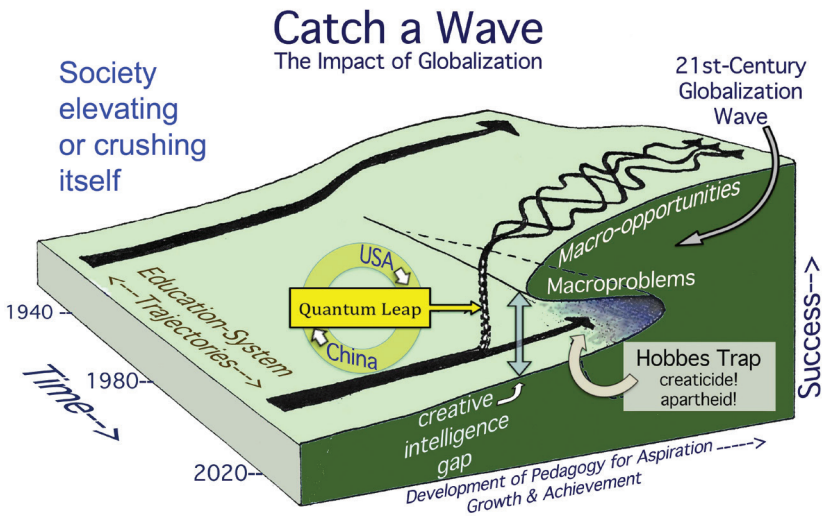 Catch a Wave
The Impact of Globalization
Society
elevating
or crushing
itself
21st-Century
Globalization
Wave
Macro-opportunities
Macroproblems
USA
Quantum Leap
China
Education-System
<---Trajectories--->
1940--
1980--
2020--
Time-->
Hobbes Trap
creaticide!
apartheid!
creative
intelligence
gap
Success-->
Development of Pedagogy for Aspiration ----->
Growth & Achievement